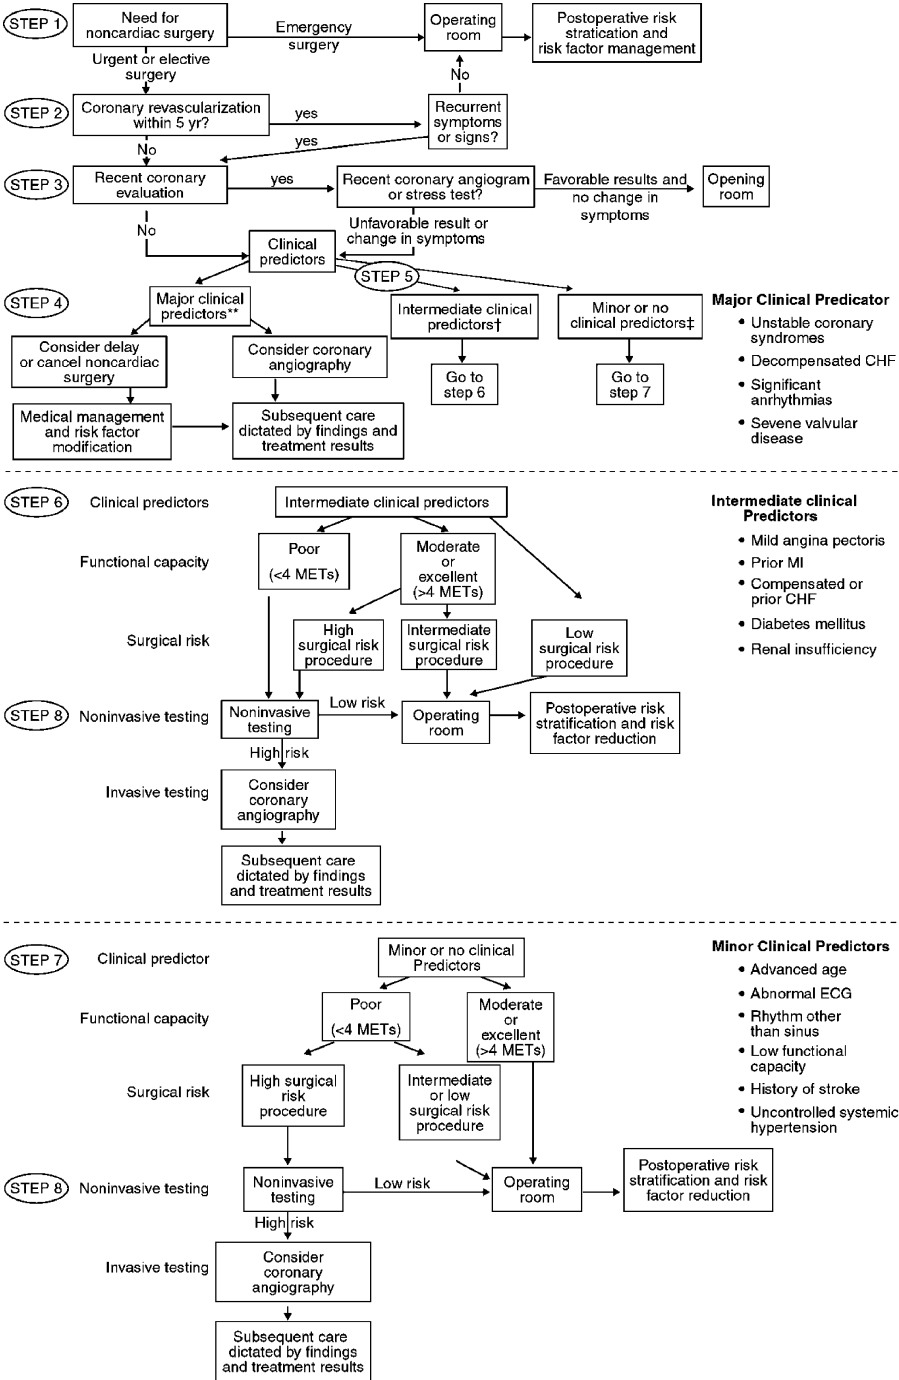 STEP 1
Need for
noncardiac surgery
Emergency
surgery
Operating
room
Postoperative risk
stratication and
risk factor management
Urgent or elective
surgery
No
STEP 2
Coronary revascularization
within 5 yr?
yes
Recurrent
symptoms
or signs?
No
yes
STEP 3
Recent coronary
evaluation
yes
Recent coronary angiogram
or stress test?
Favorable results and
no change in
symptoms
Opening
room
No
Unfavorable result or
change in symptoms
Clinical
predictors
STEP 5
STEP 4
Major clinical
predictors**
Intermediate clinical
predictors†
Minor or no
clinical predictors‡
Consider delay
or cancel noncardiac
surgery
Consider coronary
angiography
Go to
step 6
Go to
step 7
Medical management
and risk factor
modification
Subsequent care
dictated by findings and
treatment results
Major Clinical Predicator
• Unstable coronary
syndromes
• Decompensated CHF
• Significant
anrhythmias
• Sevene valvular
disease
STEP 6
Clinical predictors
Intermediate clinical predictors
Functional capacity
Poor
(<4 METs)
Moderate
or
excellent
(>4 METs)
Surgical risk
High
surgical risk
procedure
Intermediate
surgical risk
procedure
Low
surgical risk
procedure
STEP 8
Noninvasive testing
Noninvasive
testing
Low risk
Operating
room
Postoperative risk
stratification and risk
factor reduction
High risk
Invasive testing
Consider
coronary
angiography
Subsequent care
dictated by findings
and treatment results
Intermediate clinical
Predictors
• Mild angina pectoris
• Prior MI
• Compensated or
prior CHF
• Diabetes mellitus
• Renal insufficiency
STEP 7
Clinical predictor
Minor or no clinical
Predictors
Functional capacity
Poor
(<4 METs)
Moderate
or
excellent
(>4 METs)
Surgical risk
High surgical
risk
procedure
Intermediate
or low
surgical risk
procedure
STEP 8
Noninvasive testing
Noninvasive
testing
Low risk
Operating
room
Postoperative risk
stratification and risk
factor reduction
High risk
Invasive testing
Consider
coronary
angiography
Subsequent care
dictated by findings
and treatment results
Minor Clinical Predictors
• Advanced age
• Abnormal ECG
• Rhythm other
than sinus
• Low functional
capacity
• History of stroke
• Uncontrolled systemic
hypertension